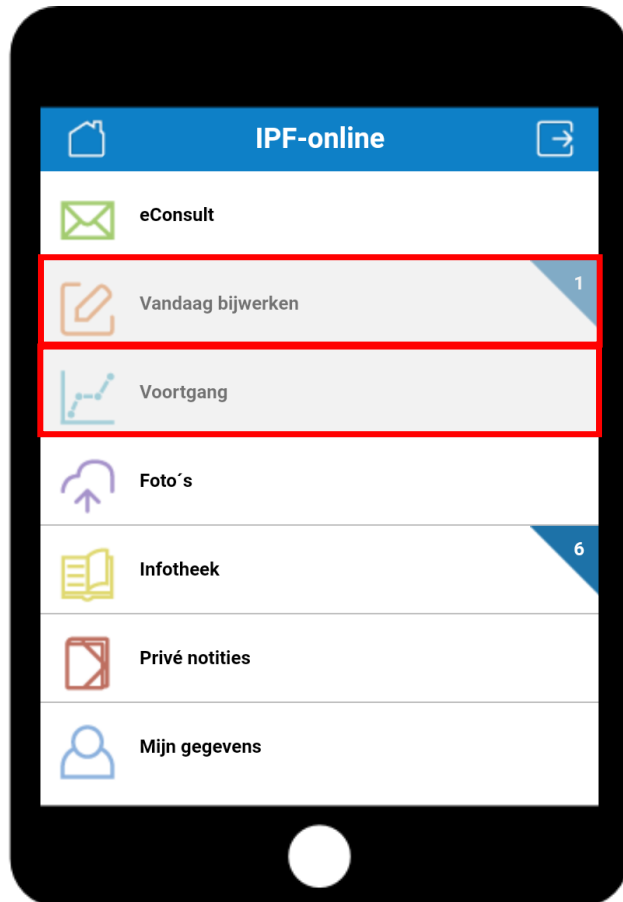 IPF-online
eConsult
Vandaag bijwerken
1
Voortgang
Foto´s
Infotheek
6
Privé notities
Mijn gegevens